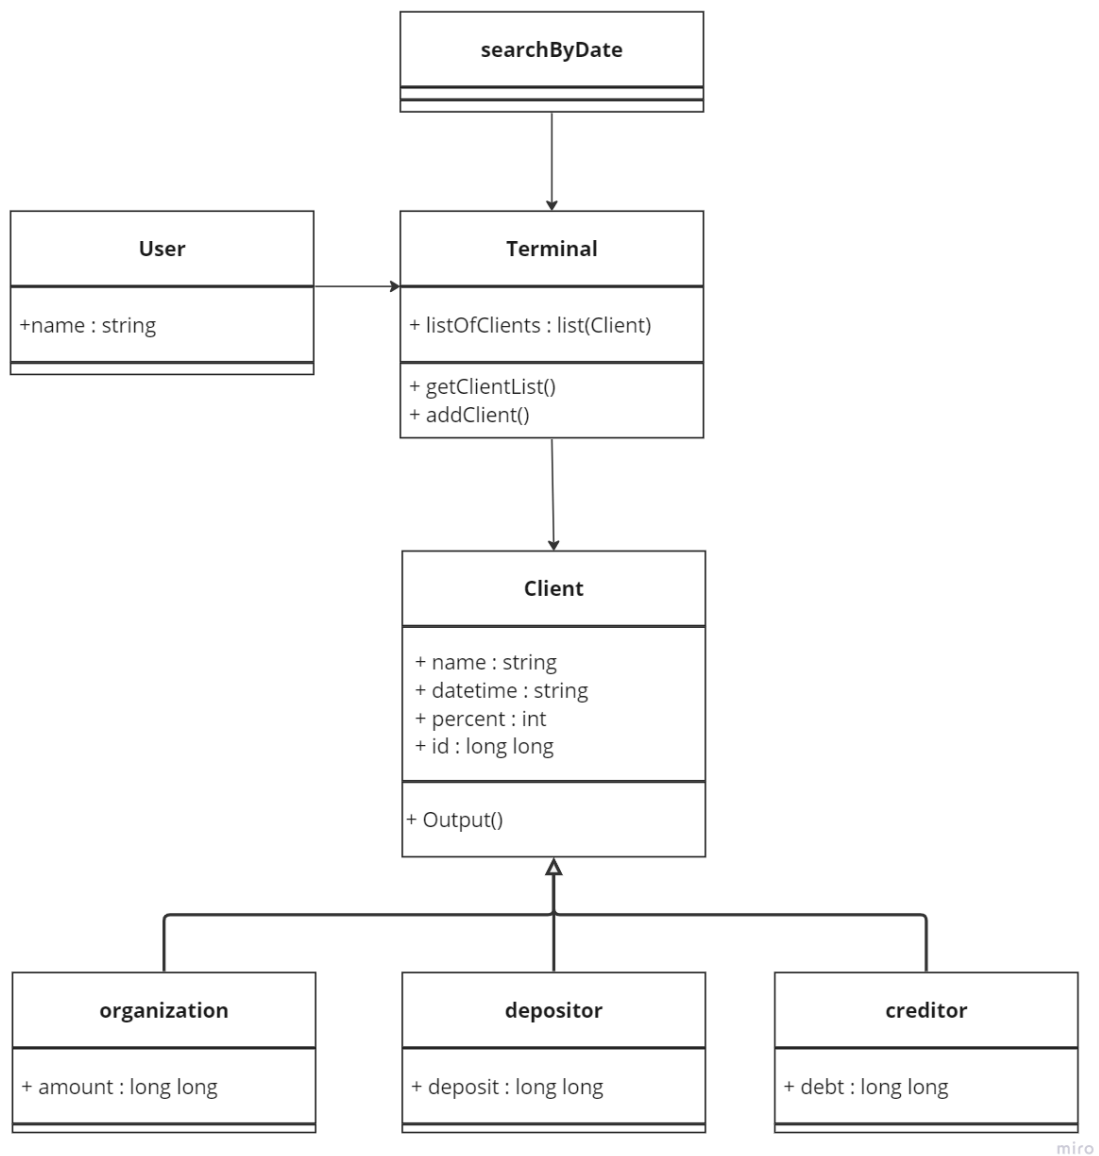 searchByDate
User
+name : string
Terminal
+ listOfClients : list(Client)
+ getClientList()
+ addClient()
Client
+ name : string
+ datetime : string
+ percent : int
+ id : long long
+ Output()
organization
+ amount : long long
depositor
+ deposit : long long
creditor
+ debt : long long
miro